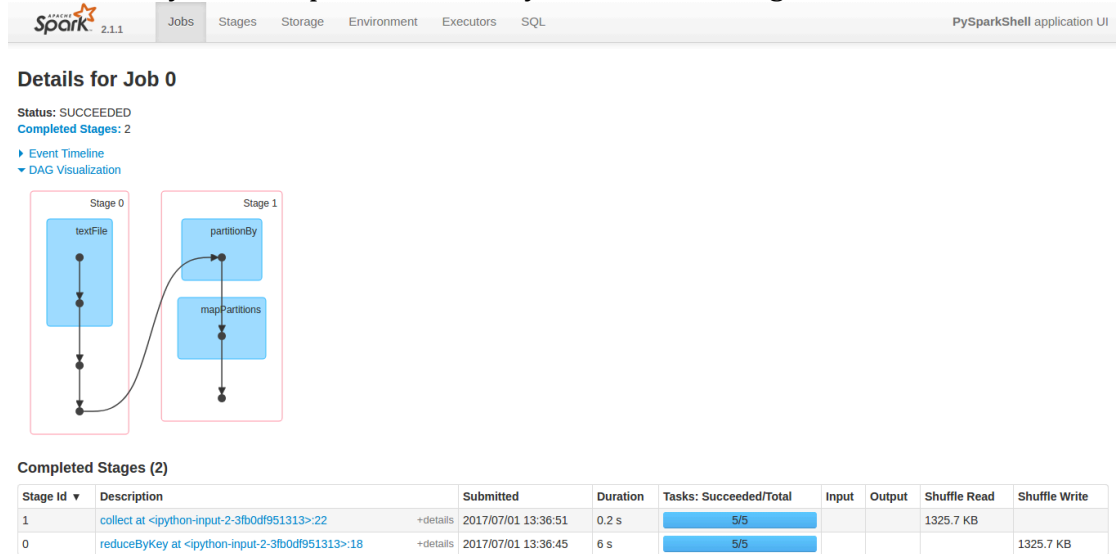 APACHE
Spark 2.1.1 Jobs Stages Storage Environment Executors SQL PySparkShell application UI
Details for Job 0
Status: SUCCEEDED
Completed Stages: 2
Event Timeline
DAG Visualization
Stage 0 Stage 1
textFile partitionBy
mapPartitions
Completed Stages (2)
Stage Id ▼ Description Submitted Duration Tasks: Succeeded/Total Input Output Shuffle Read Shuffle Write
1 collect at <ipython-input-2-3fb0df951313>:22 +details 2017/07/01 13:36:51 0.2 s 5/5 1325.7 KB
0 reduceByKey at <ipython-input-2-3fb0df951313>:18 +details 2017/07/01 13:36:45 6 s 5/5 1325.7 KB